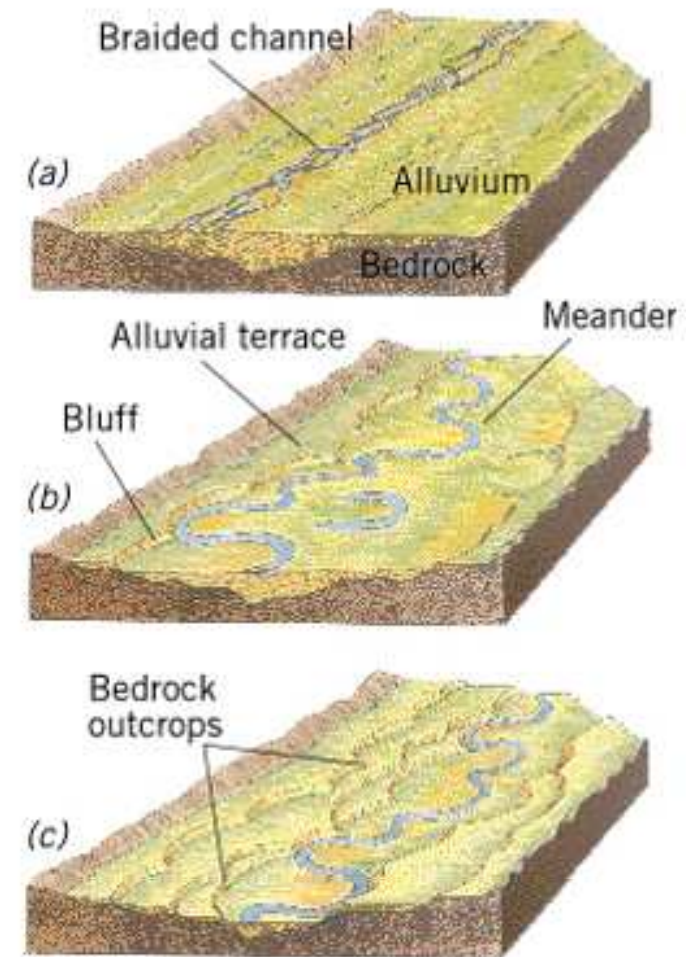 Braided channel
(a)
Alluvium
Bedrock
Alluvial terrace
Meander
Bluff
(b)
Bedrock
outcrops
(c)